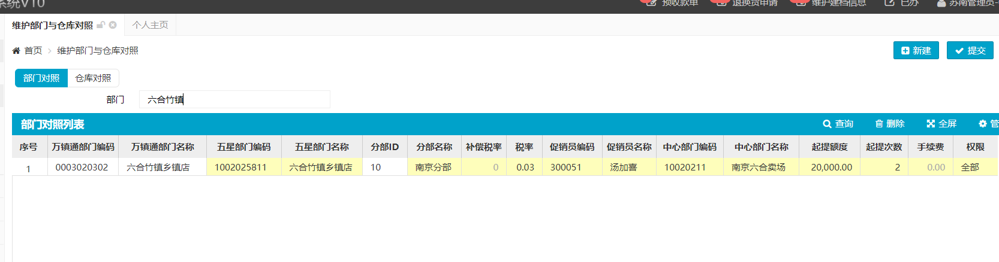 系统V10
预收款单 退换货申请 维护建档信息 已办 苏南管理员-
维护部门与仓库对照 个人主页
首页 > 维护部门与仓库对照 新建 提交
部门对照 仓库对照
部门 六合竹镇
部门对照列表 查询 删除 全屏 管
序号 万镇通部门编码 万镇通部门名称 五星部门编码 五星部门名称 分部ID 分部名称 补偿税率 税率 促销员编码 促销员名称 中心部门编码 中心部门名称 起提额度 起提次数 手续费 权限
1 0003020302 六合竹镇乡镇店 1002025811 六合竹镇乡镇店 10 南京分部 0 0.03 300051 汤加喜 10020211 南京六合卖场 20,000.00 2 0.00 全部